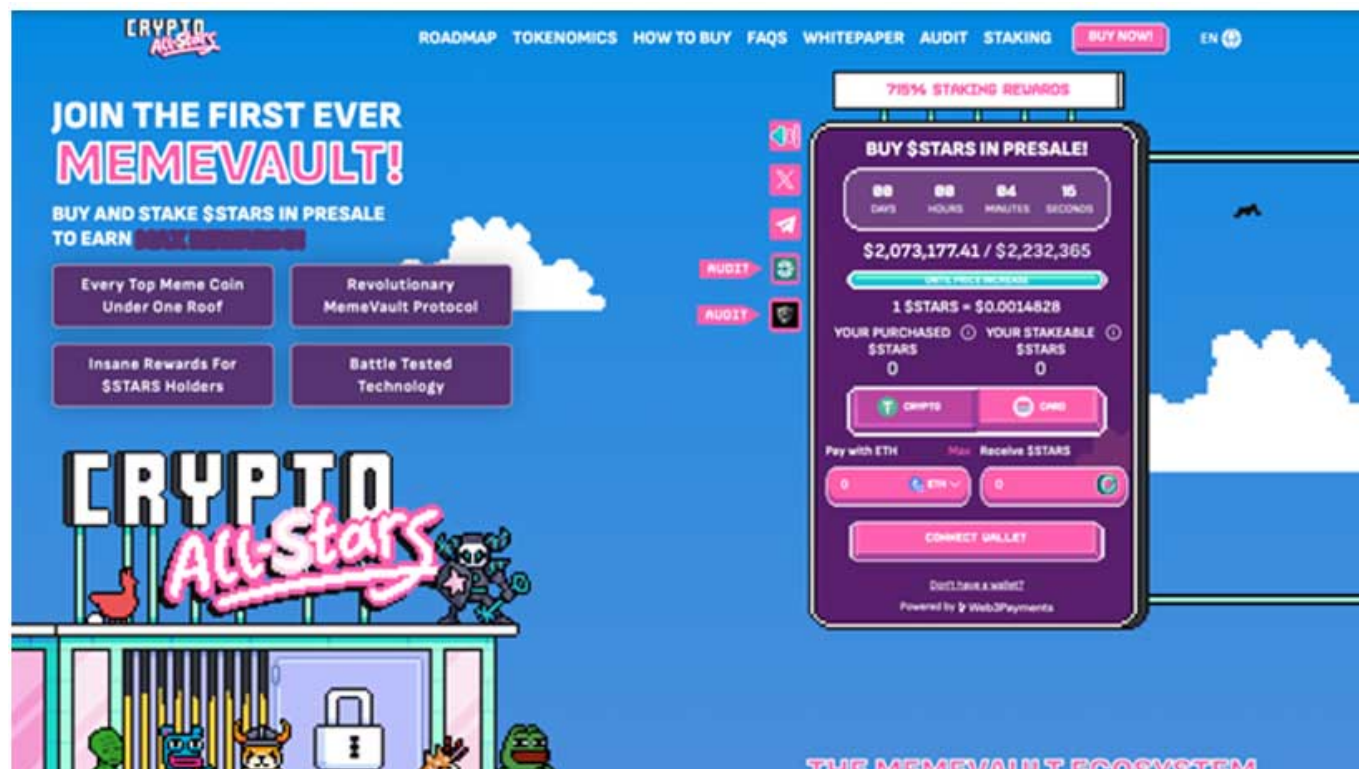 CRYPTO
All-Stars
ROADMAP TOKENOMICS HOW TO BUY FAQS WHITEPAPER AUDIT STAKING BUY NOW! EN
JOIN THE FIRST EVER
MEMEVAULT!
BUY AND STAKE $STARS IN PRESALE
TO EARN
Every Top Meme Coin
Under One Roof
Revolutionary
MemeVault Protocol
Insane Rewards For
$STARS Holders
Battle Tested
Technology
CRYPTO
All-Stars
AUDIT
AUDIT
715% STAKING REWARDS
BUY $STARS IN PRESALE!
00 00 04 15
DAYS HOURS MINUTES SECONDS
$2,073,177.41 / $2,232,365
UNTIL PRICE INCREASE
1 $STARS = $0.0014828
YOUR PURCHASED
$STARS
0
YOUR STAKEABLE
$STARS
0
CRYPTO CARD
Pay with ETH Max Receive $STARS
0 ETH 0
CONNECT WALLET
Don't have a wallet?
Powered by Web3Payments
THE MEMEVAULT ECOSYSTEM